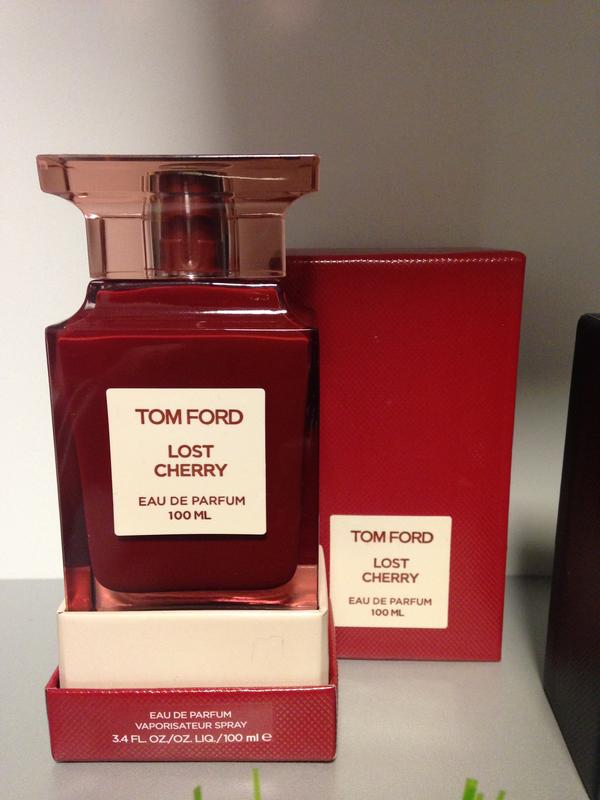 TOM FORD
LOST
CHERRY
EAU DE PARFUM
100 ML
TOM FORD
LOST
CHERRY
EAU DE PARFUM
100 ML
EAU DE PARFUM
VAPORISATEUR SPRAY
3.4 FL. OZ./OZ. LIQ./100 ml ℮